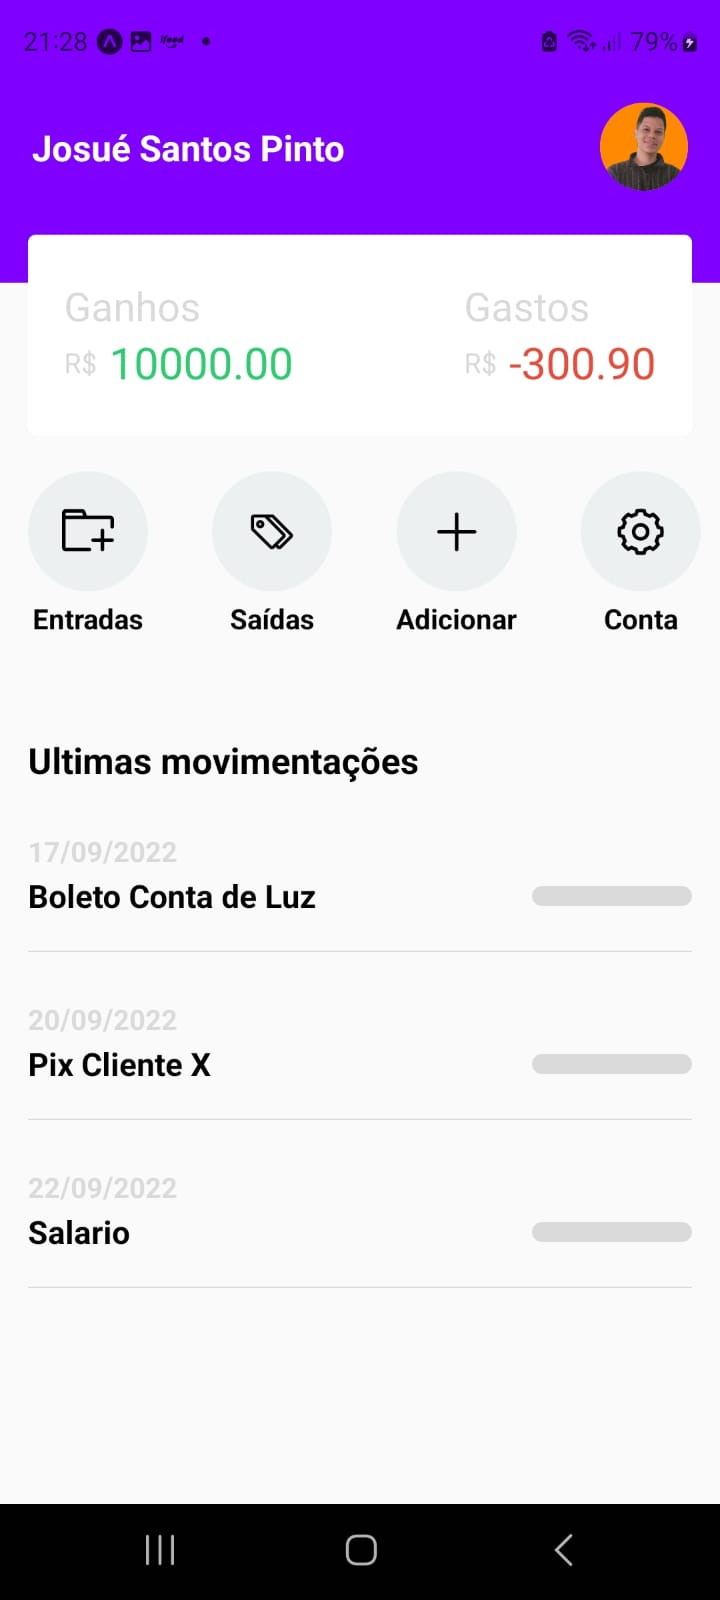 21:28 ifood 79%
Josué Santos Pinto
Ganhos Gastos
R$ 10000.00 R$ -300.90
Entradas Saídas Adicionar Conta
Ultimas movimentações
17/09/2022
Boleto Conta de Luz
20/09/2022
Pix Cliente X
22/09/2022
Salario